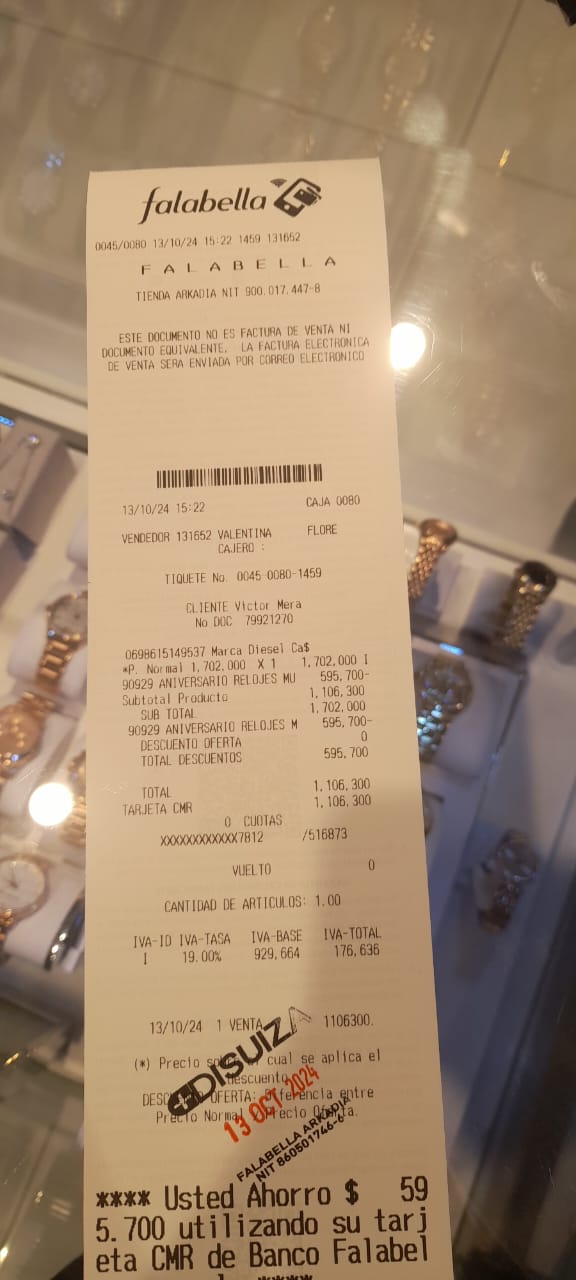 falabella
0045/0080 13/10/24 15:22 1459 131652
F A L A B E L L A
TIENDA ARKADIA NIT 900.017.447-8
ESTE DOCUMENTO NO ES FACTURA DE VENTA NI
DOCUMENTO EQUIVALENTE. LA FACTURA ELECTRONICA
DE VENTA SERA ENVIADA POR CORREO ELECTRONICO
13/10/24 15:22 CAJA 0080
VENDEDOR 131652 VALENTINA FLORE
CAJERO :
TIQUETE No. 0045-0080-1459
CLIENTE Victor Mera
No DOC 79921270
0698615149537 Marca Diesel Ca$
*P. Normal 1,702,000 X 1 1,702,000 I
90929 ANIVERSARIO RELOJES MU 595,700-
Subtotal Producto 1,106,300
SUB TOTAL 1,702,000
90929 ANIVERSARIO RELOJES M 595,700-
DESCUENTO OFERTA 0
TOTAL DESCUENTOS 595,700
TOTAL 1,106,300
TARJETA CMR 1,106,300
0 CUOTAS
XXXXXXXXXXXX7812 /516873
VUELTO 0
CANTIDAD DE ARTICULOS: 1.00
IVA-ID IVA-TASA IVA-BASE IVA-TOTAL
I 19.00% 929,664 176,636
13/10/24 1 VENTA 1106300.
(*) Precio cual se aplica el
descuento
OFERTA: Diferencia entre
Precio Normal y Precio Oferta.
DISUIZA
13 OCT 2024
FALABELLA ARKADIA
NIT 860501746-6
**** Usted Ahorro $ 59
5.700 utilizando su tarj
eta CMR de Banco Falabel